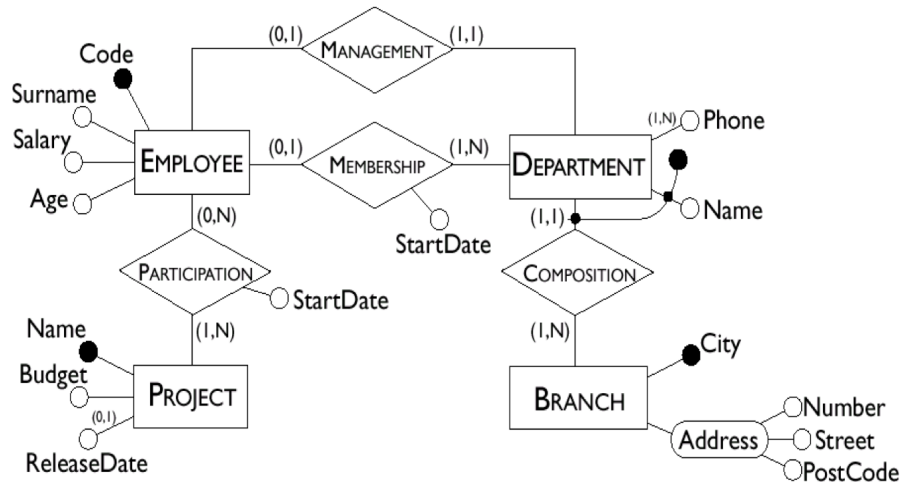 (0,1) MANAGEMENT (1,1)
Code
Surname
Salary
Age
EMPLOYEE
(0,1) MEMBERSHIP (1,N)
StartDate
DEPARTMENT
(1,N) Phone
Name
(0,N)
PARTICIPATION
StartDate
(1,N)
(1,1)
COMPOSITION
(1,N)
Name
Budget
(0,1)
ReleaseDate
PROJECT
BRANCH
City
Address
Number
Street
PostCode